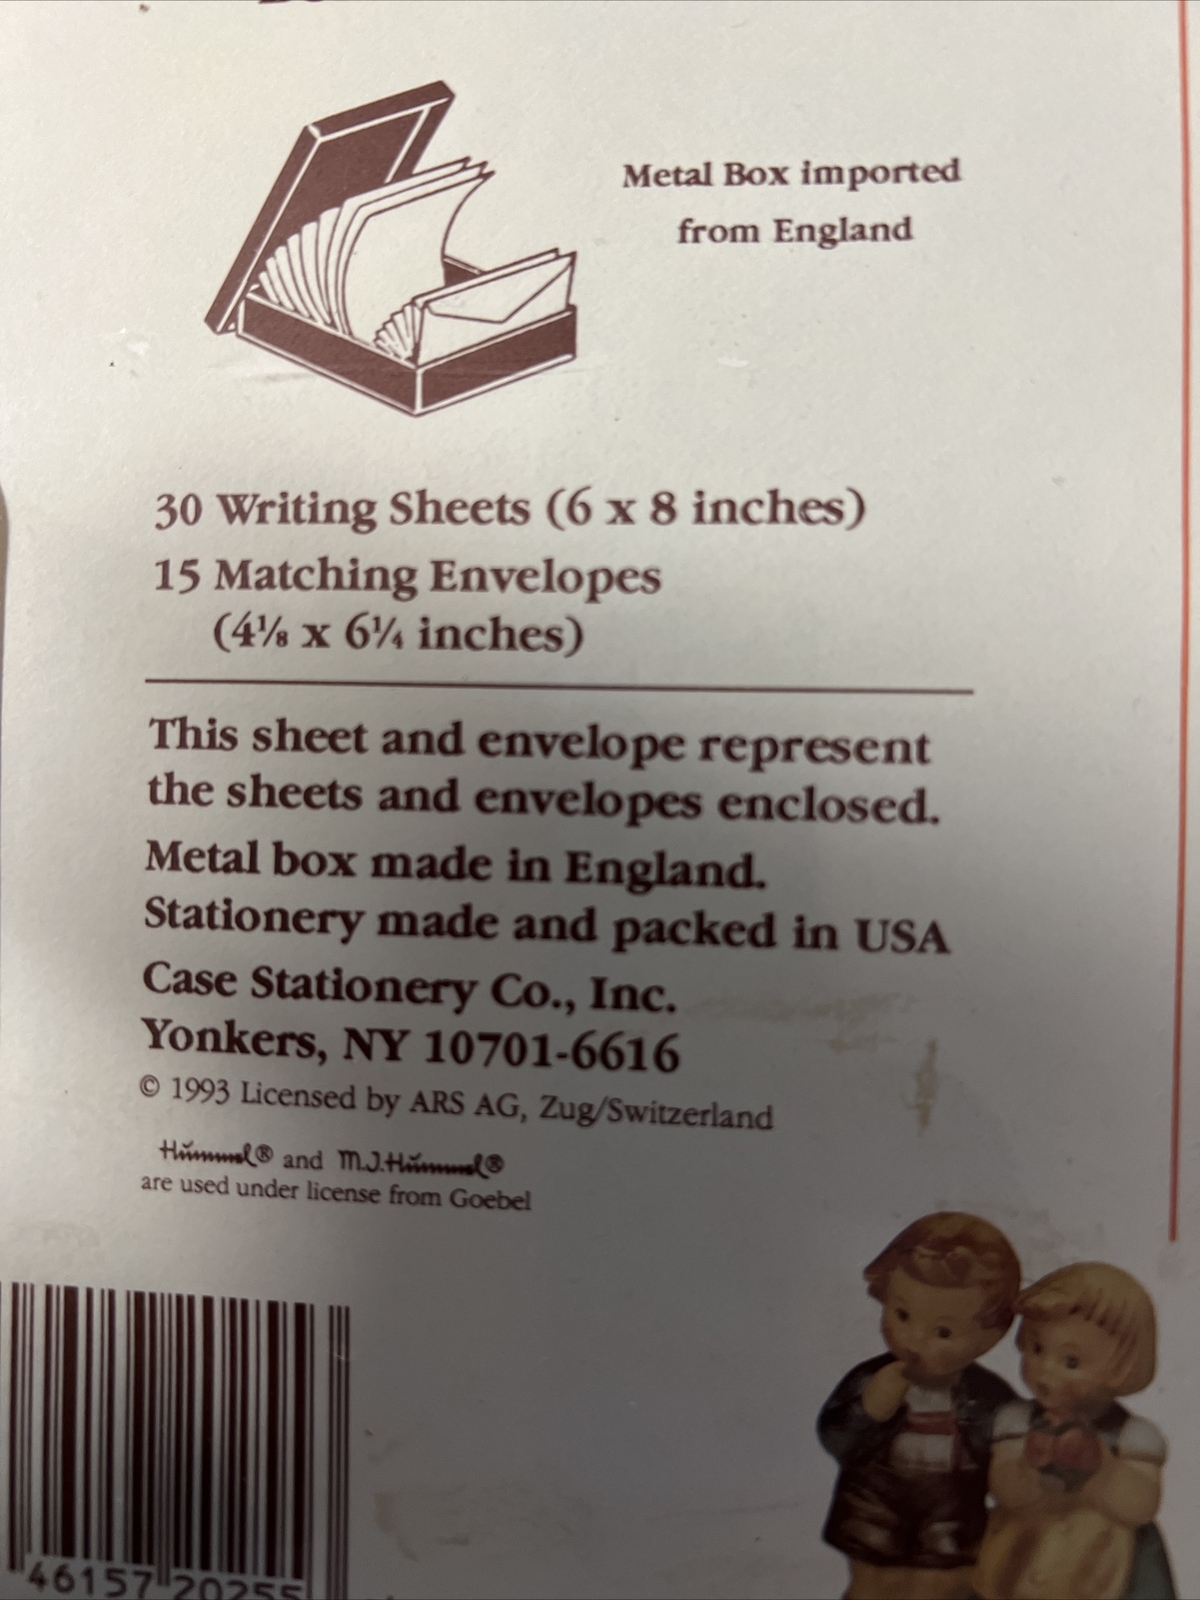 Metal Box imported
from England
30 Writing Sheets (6 x 8 inches)
15 Matching Envelopes
(4⅛ x 6¼ inches)
This sheet and envelope represent
the sheets and envelopes enclosed.
Metal box made in England.
Stationery made and packed in USA
Case Stationery Co., Inc.
Yonkers, NY 10701-6616
© 1993 Licensed by ARS AG, Zug/Switzerland
Hummel® and M.J.Hummel®
are used under license from Goebel
46157 20255